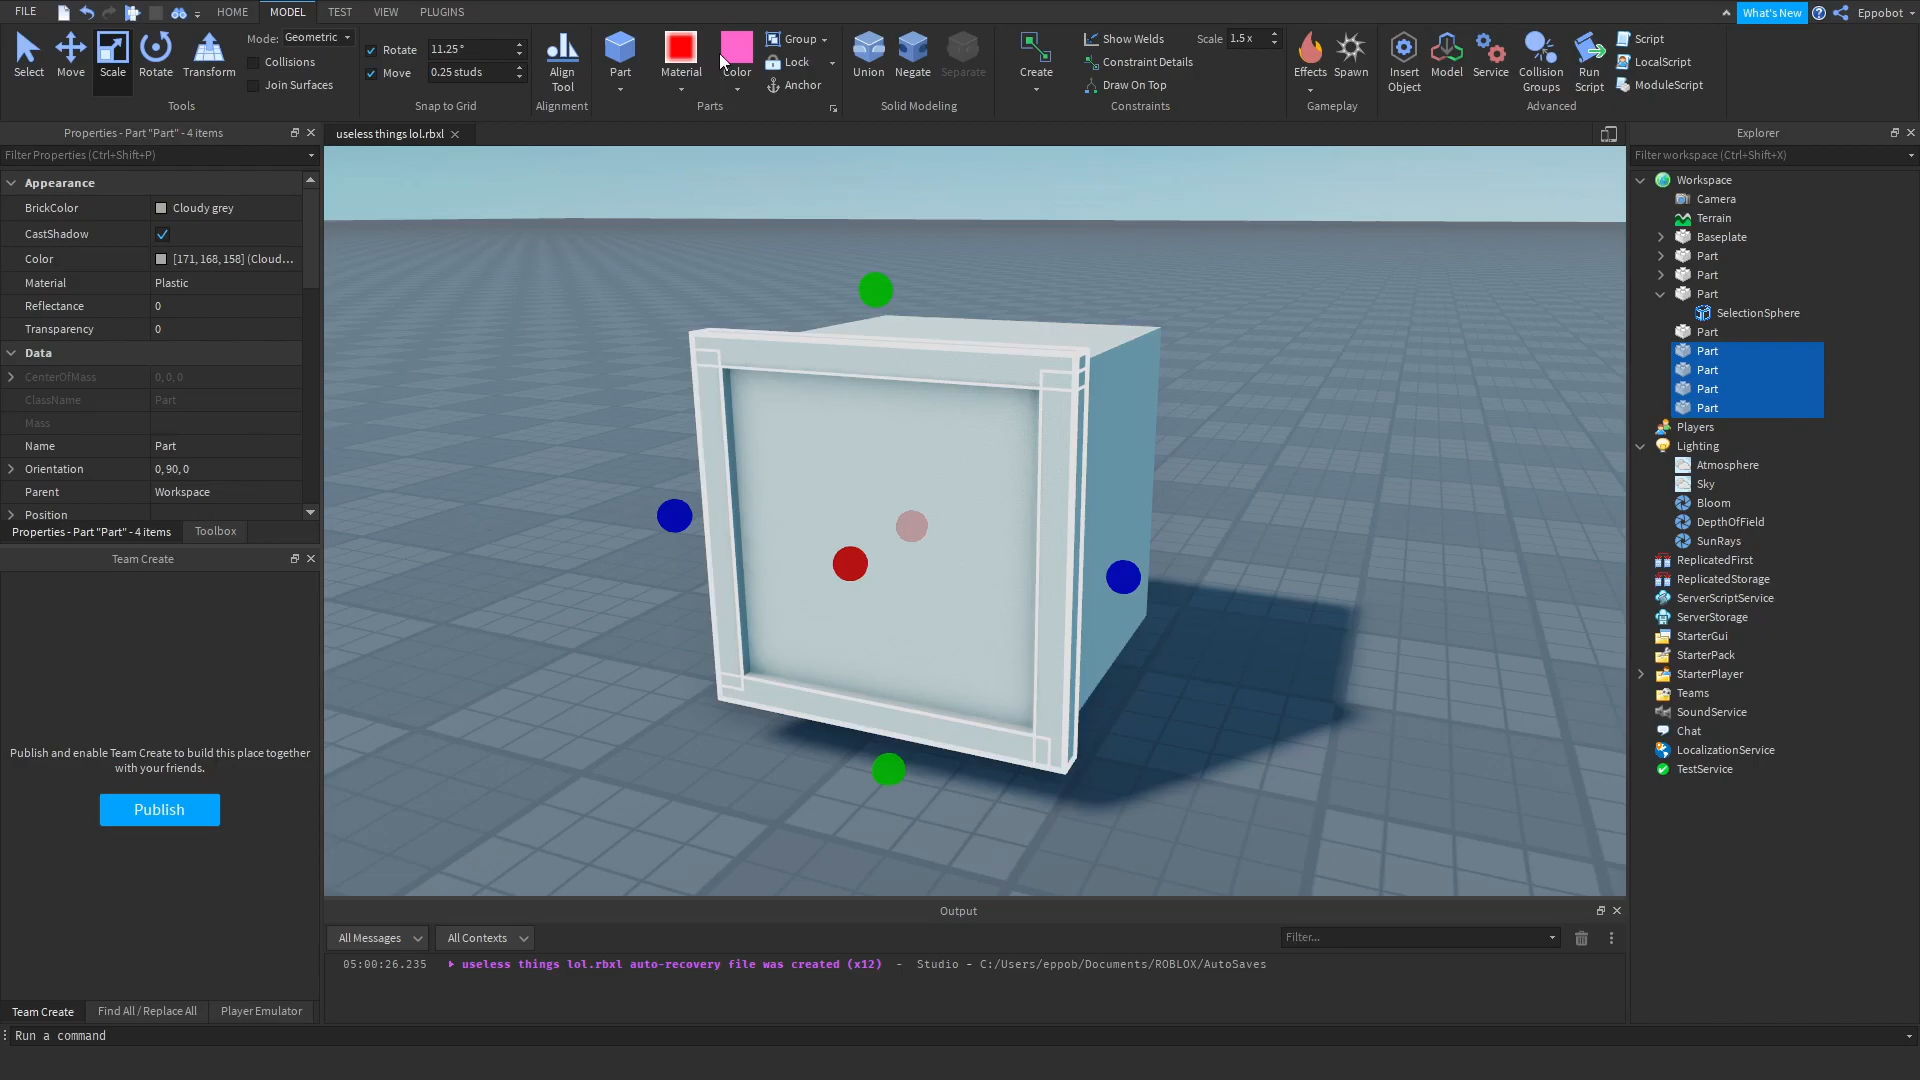 FILE HOME MODEL TEST VIEW PLUGINS What's New Eppobot
Select Move Scale Rotate Transform
Tools
Mode: Geometric
Collisions
Join Surfaces
Rotate 11.25 °
Move 0.25 studs
Snap to Grid
Align Tool
Alignment
Part Material Color
Group
Lock
Anchor
Parts
Union Negate Separate
Solid Modeling
Create
Show Welds Scale 1.5 x
Constraint Details
Draw On Top
Constraints
Effects Spawn
Gameplay
Insert Object Model Service Collision Groups Run Script
Script
LocalScript
ModuleScript
Advanced
Properties - Part "Part" - 4 items
Filter Properties (Ctrl+Shift+P)
Appearance
BrickColor Cloudy grey
CastShadow
Color [171, 168, 158] (Cloud...
Material Plastic
Reflectance 0
Transparency 0
Data
CenterOfMass 0, 0, 0
ClassName Part
Mass
Name Part
Orientation 0, 90, 0
Parent Workspace
Position
Properties - Part "Part" - 4 items Toolbox
Team Create
Publish and enable Team Create to build this place together
with your friends.
Publish
Team Create Find All / Replace All Player Emulator
Run a command
useless things lol.rbxl
Output
All Messages All Contexts Filter...
05:00:26.235 useless things lol.rbxl auto-recovery file was created (x12) - Studio - C:/Users/eppob/Documents/ROBLOX/AutoSaves
Explorer
Filter workspace (Ctrl+Shift+X)
Workspace
Camera
Terrain
Baseplate
Part
Part
Part
SelectionSphere
Part
Part
Part
Part
Part
Players
Lighting
Atmosphere
Sky
Bloom
DepthOfField
SunRays
ReplicatedFirst
ReplicatedStorage
ServerScriptService
ServerStorage
StarterGui
StarterPack
StarterPlayer
Teams
SoundService
Chat
LocalizationService
TestService